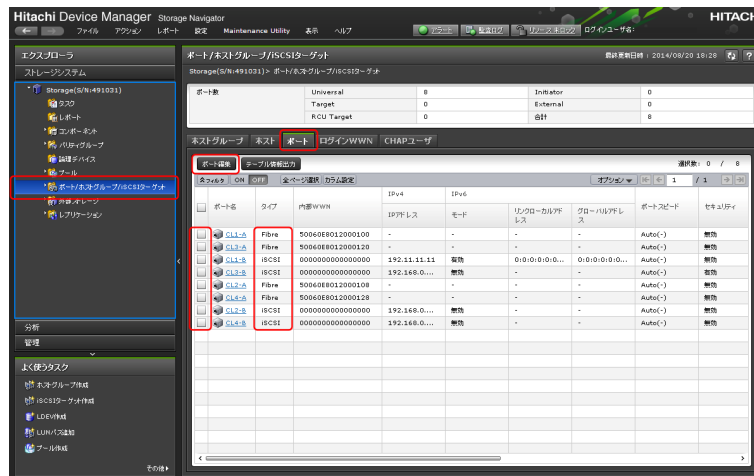 Hitachi Device Manager Storage Navigator
HITACHI
ファイル アクション レポート 設定 Maintenance Utility 表示 ヘルプ
アラート 監査ログ リソースロック ログインユーザ名:
エクスプローラ
ストレージシステム
Storage(S/N:491031)
タスク
レポート
コンポーネント
パリティグループ
論理デバイス
プール
ポート/ホストグループ/iSCSIターゲット
外部ストレージ
レプリケーション
分析
管理
よく使うタスク
ホストグループ作成
iSCSIターゲット作成
LDEV作成
LUNパス追加
プール作成
その他
ポート/ホストグループ/iSCSIターゲット
最終更新日時 : 2014/08/20 18:28
Storage(S/N:491031)> ポート/ホストグループ/iSCSIターゲット
ポート数 Universal 8 Initiator 0
Target 0 External 0
RCU Target 0 合計 8
ホストグループ ホスト ポート ログインWWN CHAPユーザ
ポート編集 テーブル情報出力 選択数: 0 / 8
フィルタ ON OFF 全ページ選択 カラム設定 オプション 1 / 1
IPv4 IPv6
ポート名 タイプ 内部WWN IPアドレス モード リンクローカルアドレス グローバルアドレス ポートスピード セキュリティ
CL1-A Fibre 50060E8012000100 - - - - Auto(-) 無効
CL3-A Fibre 50060E8012000120 - - - - Auto(-) 無効
CL1-B iSCSI 0000000000000000 192.11.11.11 有効 0:0:0:0:0... 0:0:0:0:0... Auto(-) 無効
CL3-B iSCSI 0000000000000000 192.168.0.... 無効 - - Auto(-) 有効
CL2-A Fibre 50060E8012000108 - - - - Auto(-) 無効
CL4-A Fibre 50060E8012000128 - - - - Auto(-) 無効
CL2-B iSCSI 0000000000000000 192.168.0.... 無効 - - Auto(-) 無効
CL4-B iSCSI 0000000000000000 192.168.0.... 無効 - - Auto(-) 無効